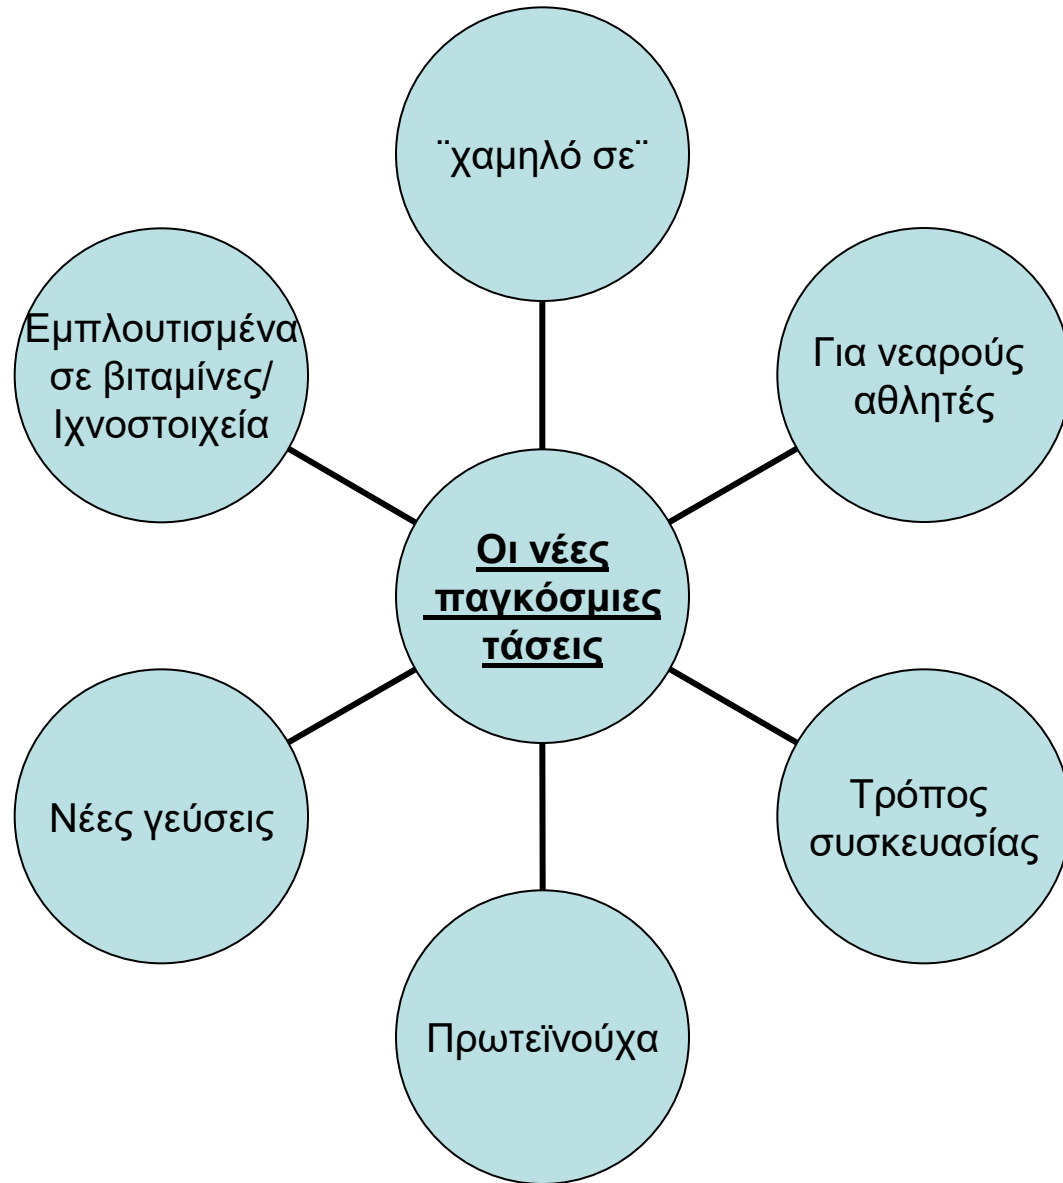 ¨χαμηλό σε¨
Εμπλουτισμένα
σε βιταμίνες/
Ιχνοστοιχεία
Για νεαρούς
αθλητές
Οι νέες
παγκόσμιες
τάσεις
Νέες γεύσεις
Τρόπος
συσκευασίας
Πρωτεϊνούχα